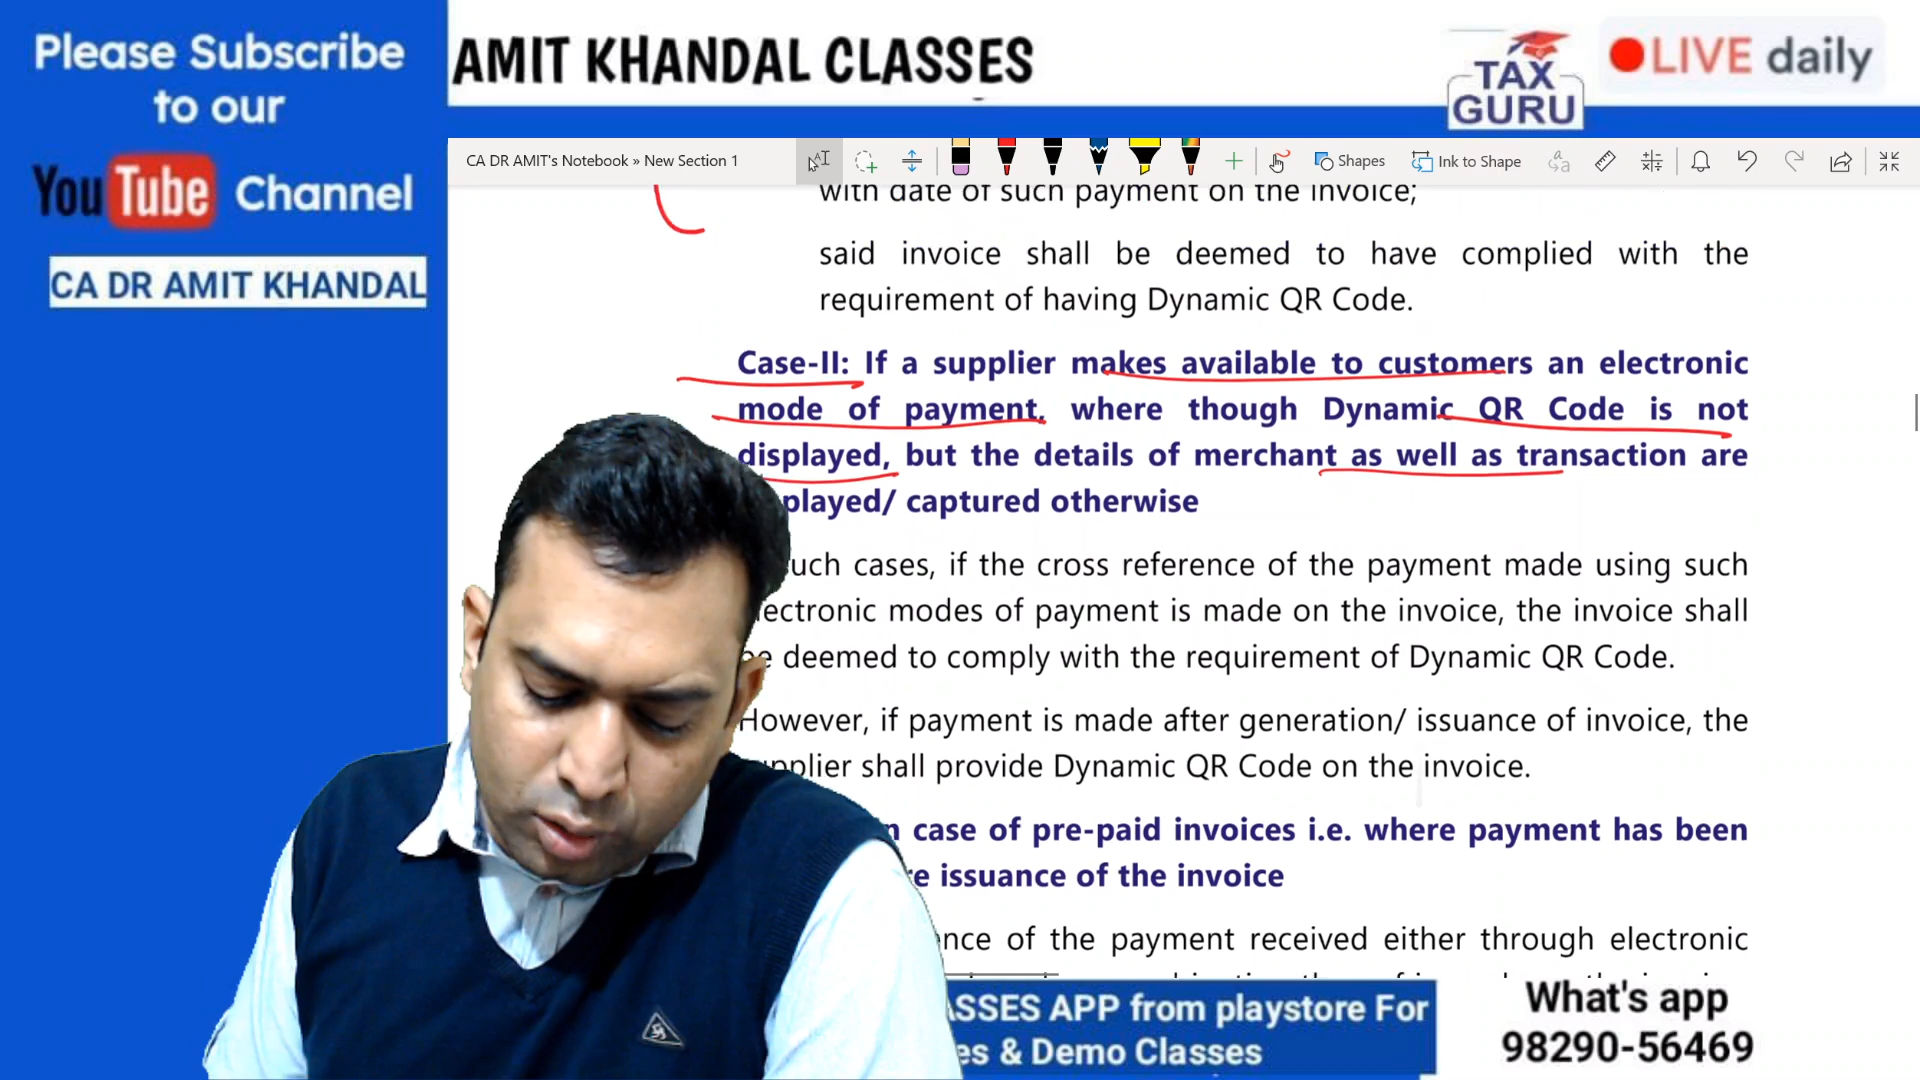 Please Subscribe
to our
YouTube Channel
CA DR AMIT KHANDAL
AMIT KHANDAL CLASSES
TAX
GURU
LIVE daily
CA DR AMIT's Notebook » New Section 1
Shapes
Ink to Shape
with date of such payment on the invoice;
said invoice shall be deemed to have complied with the
requirement of having Dynamic QR Code.
Case-II: If a supplier makes available to customers an electronic
mode of payment, where though Dynamic QR Code is not
displayed, but the details of merchant as well as transaction are
played/ captured otherwise
uch cases, if the cross reference of the payment made using such
ectronic modes of payment is made on the invoice, the invoice shall
be deemed to comply with the requirement of Dynamic QR Code.
However, if payment is made after generation/ issuance of invoice, the
supplier shall provide Dynamic QR Code on the invoice.
n case of pre-paid invoices i.e. where payment has been
re issuance of the invoice
nce of the payment received either through electronic
ASSES APP from playstore For
es & Demo Classes
What's app
98290-56469